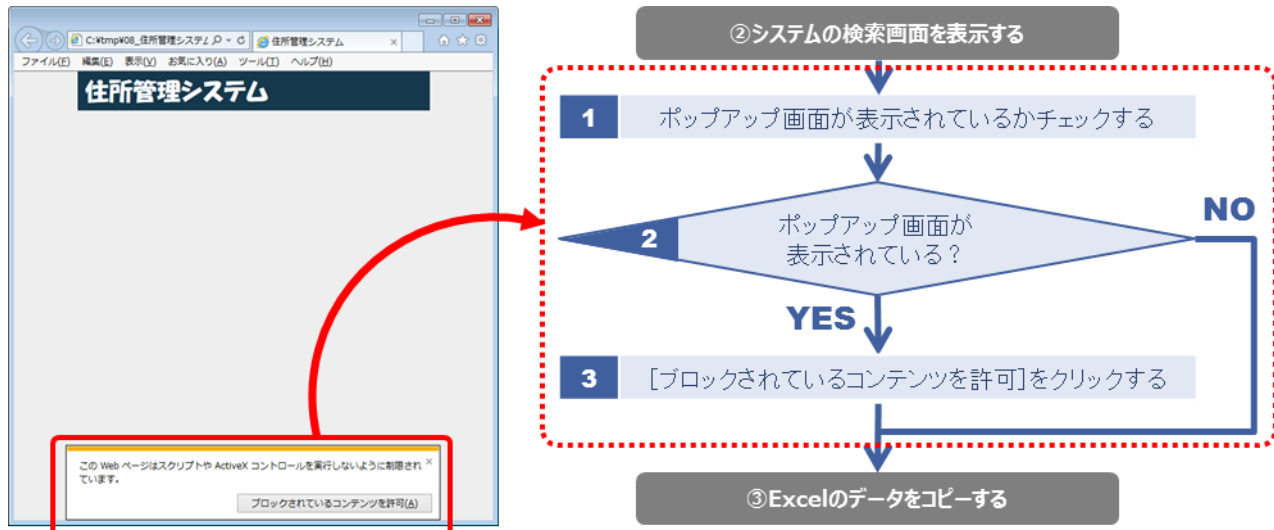 C:¥tmp¥08_住所管理システム
住所管理システム
ファイル(F) 編集(E) 表示(V) お気に入り(A) ツール(T) ヘルプ(H)
住所管理システム
この Web ページはスクリプトや ActiveX コントロールを実行しないように制限され
ています。
ブロックされているコンテンツを許可(A)
②システムの検索画面を表示する
1 ポップアップ画面が表示されているかチェックする
2 ポップアップ画面が
表示されている？
NO
YES
3 [ブロックされているコンテンツを許可]をクリックする
③Excelのデータをコピーする